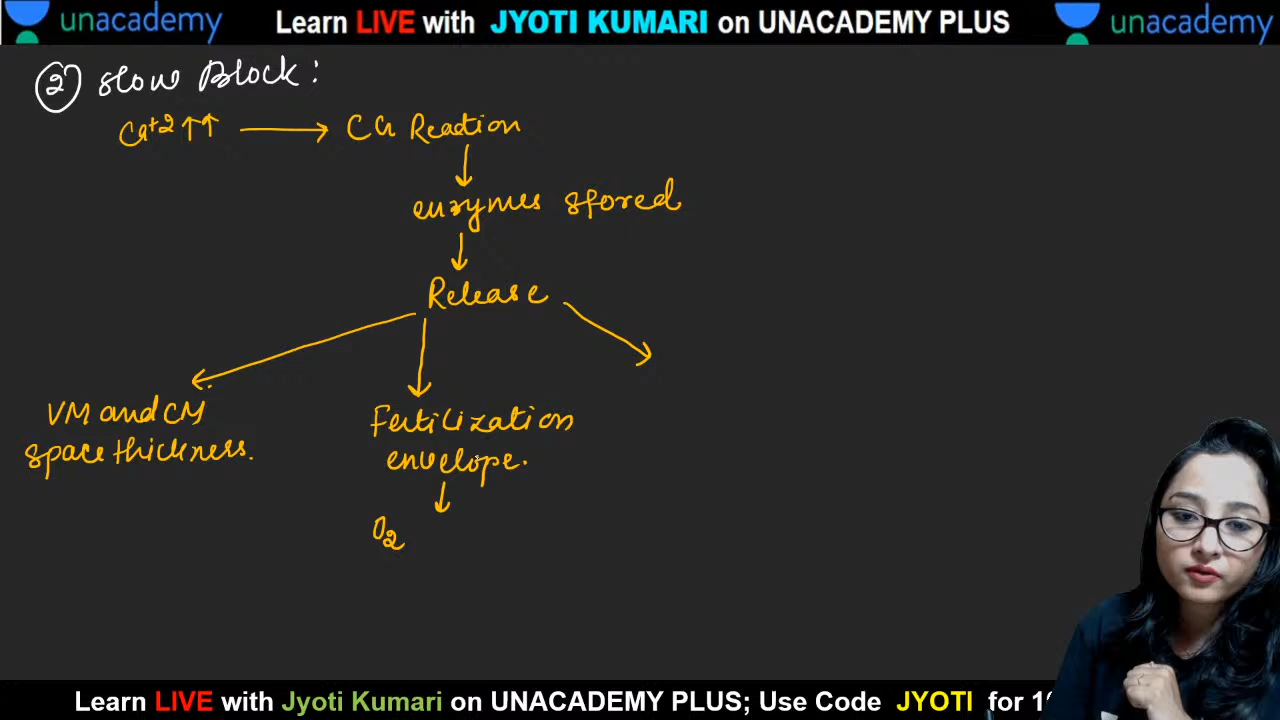 unacademy
Learn LIVE with JYOTI KUMARI on UNACADEMY PLUS
unacademy
2 Slow Block:
Ca+2 ↑↑ → CG Reaction
enzymes stored
Release
VM and CM
space thickness.
Fertilization
envelope.
O2
Learn LIVE with Jyoti Kumari on UNACADEMY PLUS; Use Code JYOTI for 1